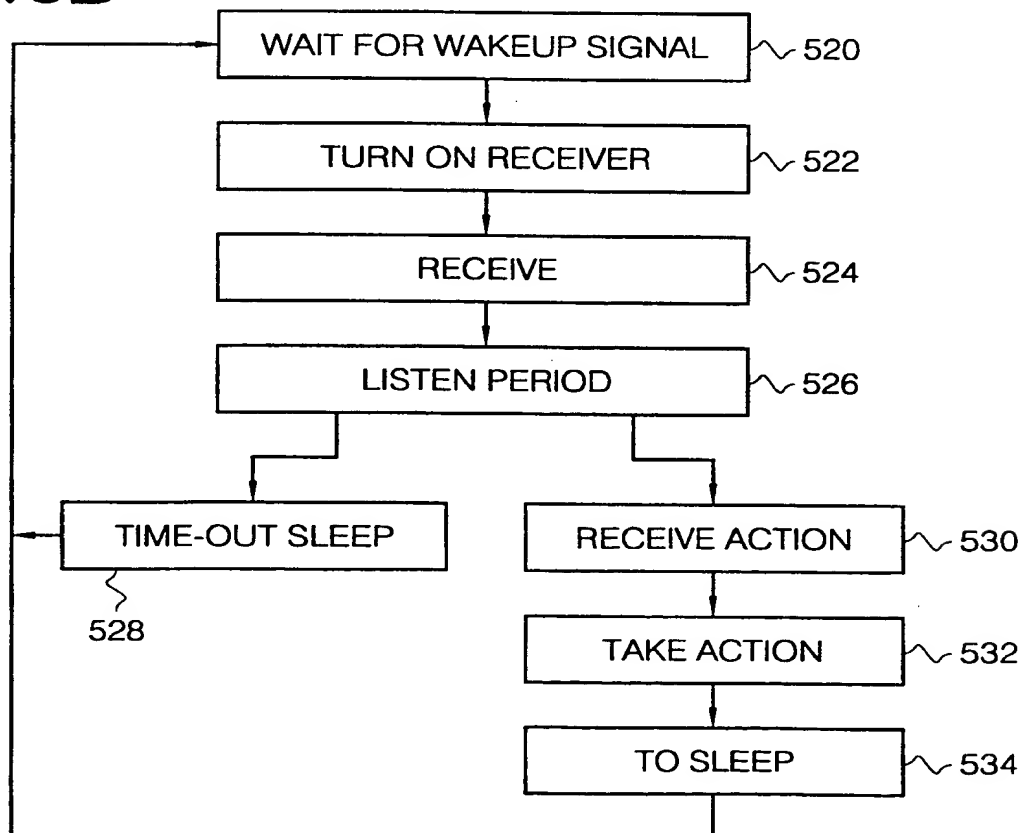 WAIT FOR WAKEUP SIGNAL 520
TURN ON RECEIVER 522
RECEIVE 524
LISTEN PERIOD 526
TIME-OUT SLEEP
528
RECEIVE ACTION 530
TAKE ACTION 532
TO SLEEP 534